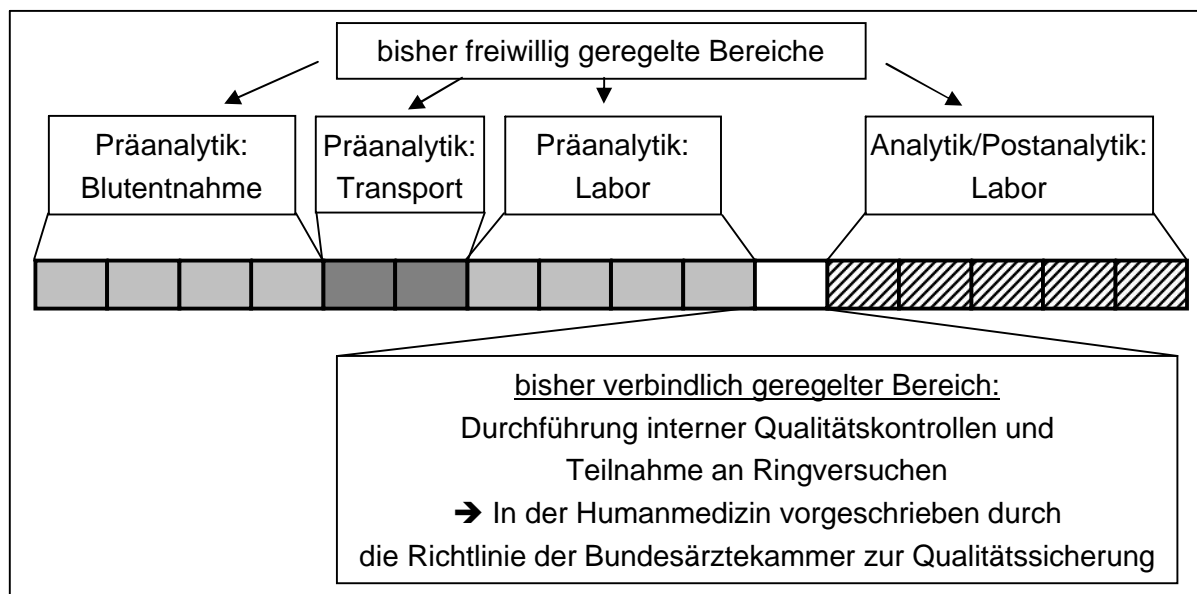 bisher freiwillig geregelte Bereiche
Präanalytik:
Blutentnahme
Präanalytik:
Transport
Präanalytik:
Labor
Analytik/Postanalytik:
Labor
bisher verbindlich geregelter Bereich:
Durchführung interner Qualitätskontrollen und
Teilnahme an Ringversuchen
➔ In der Humanmedizin vorgeschrieben durch
die Richtlinie der Bundesärztekammer zur Qualitätssicherung